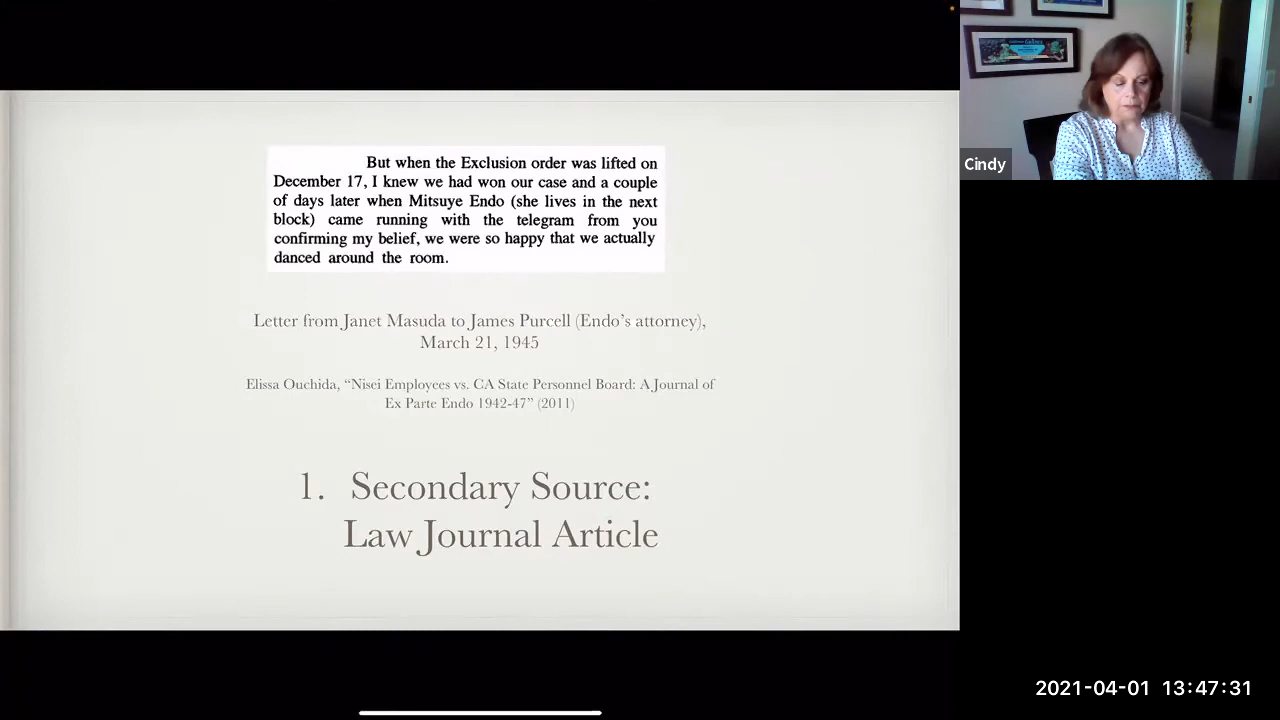 But when the Exclusion order was lifted on
December 17, I knew we had won our case and a couple
of days later when Mitsuye Endo (she lives in the next
block) came running with the telegram from you
confirming my belief, we were so happy that we actually
danced around the room.
Letter from Janet Masuda to James Purcell (Endo’s attorney),
March 21, 1945
Elissa Ouchida, “Nisei Employees vs. CA State Personnel Board: A Journal of
Ex Parte Endo 1942-47” (2011)
1. Secondary Source:
Law Journal Article
Cindy
2021-04-01 13:47:31